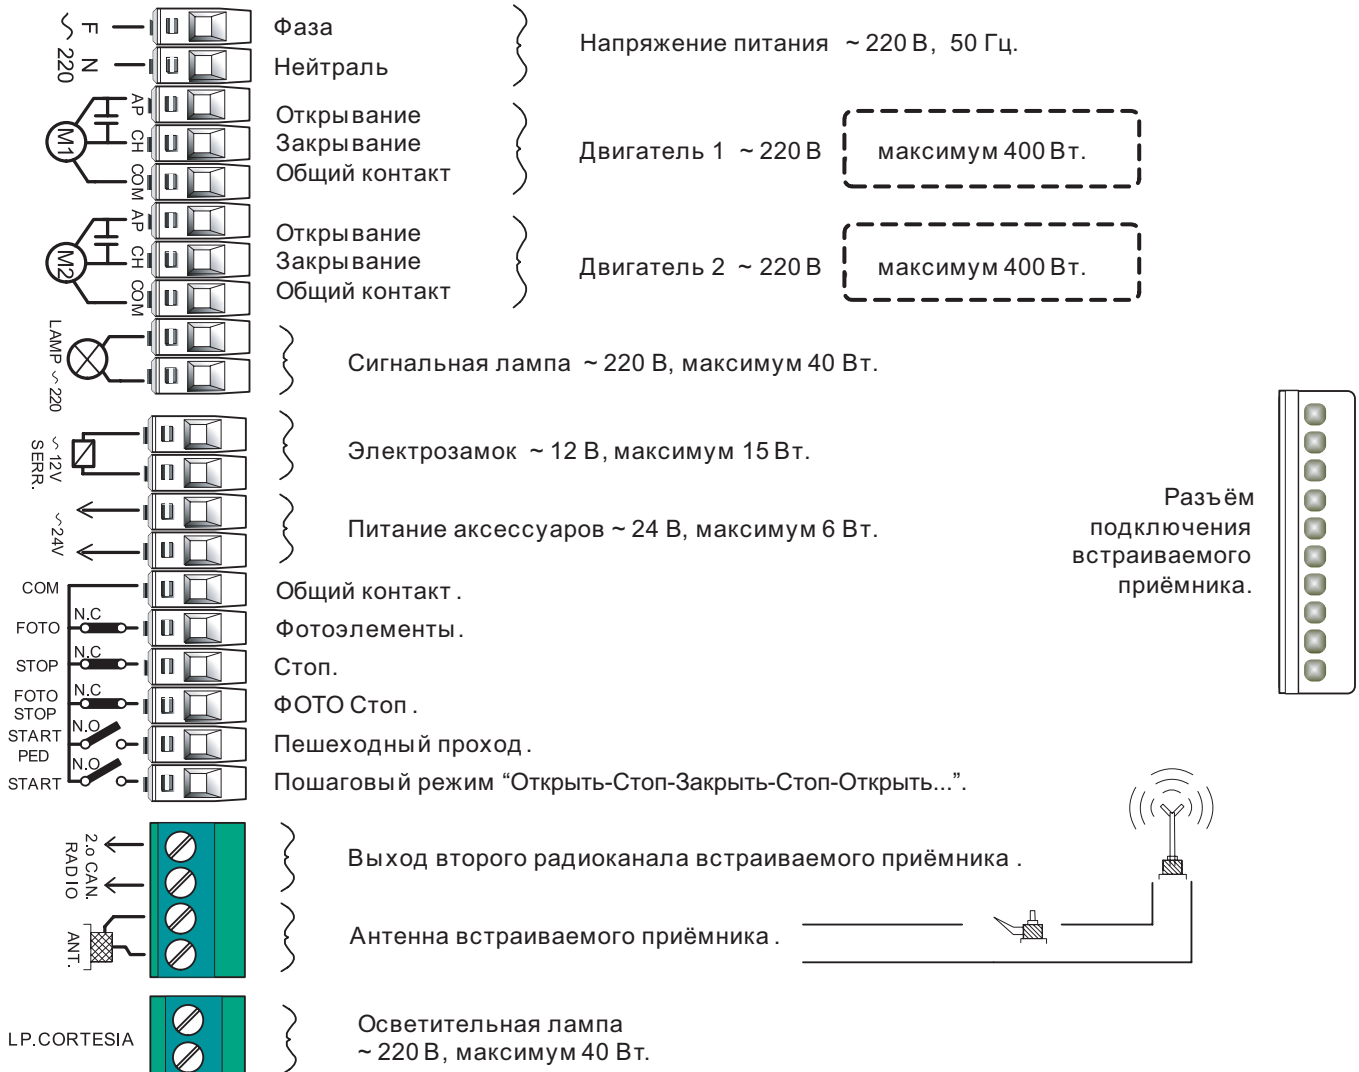 F
Фаза
~ 220
N
Нейтраль
Напряжение питания ~ 220 В, 50 Гц.
M1
AP
CH
COM
Открывание
Закрывание
Общий контакт
Двигатель 1 ~ 220 В
максимум 400 Вт.
M2
AP
CH
COM
Открывание
Закрывание
Общий контакт
Двигатель 2 ~ 220 В
максимум 400 Вт.
LAMP ~ 220
Сигнальная лампа ~ 220 В, максимум 40 Вт.
~12V
SERR.
Электрозамок ~ 12 В, максимум 15 Вт.
~24V
Питание аксессуаров ~ 24 В, максимум 6 Вт.
Разъём
подключения
встраиваемого
приёмника.
COM
Общий контакт.
FOTO
N.C
Фотоэлементы.
STOP
N.C
Стоп.
FOTO
STOP
N.C
ФОТО Стоп.
START
PED
N.O
Пешеходный проход.
START
N.O
Пошаговый режим “Открыть-Стоп-Закрыть-Стоп-Открыть...”.
2.o CAN.
RADIO
Выход второго радиоканала встраиваемого приёмника.
ANT.
Антенна встраиваемого приёмника.
LP.CORTESIA
Осветительная лампа
~ 220 В, максимум 40 Вт.